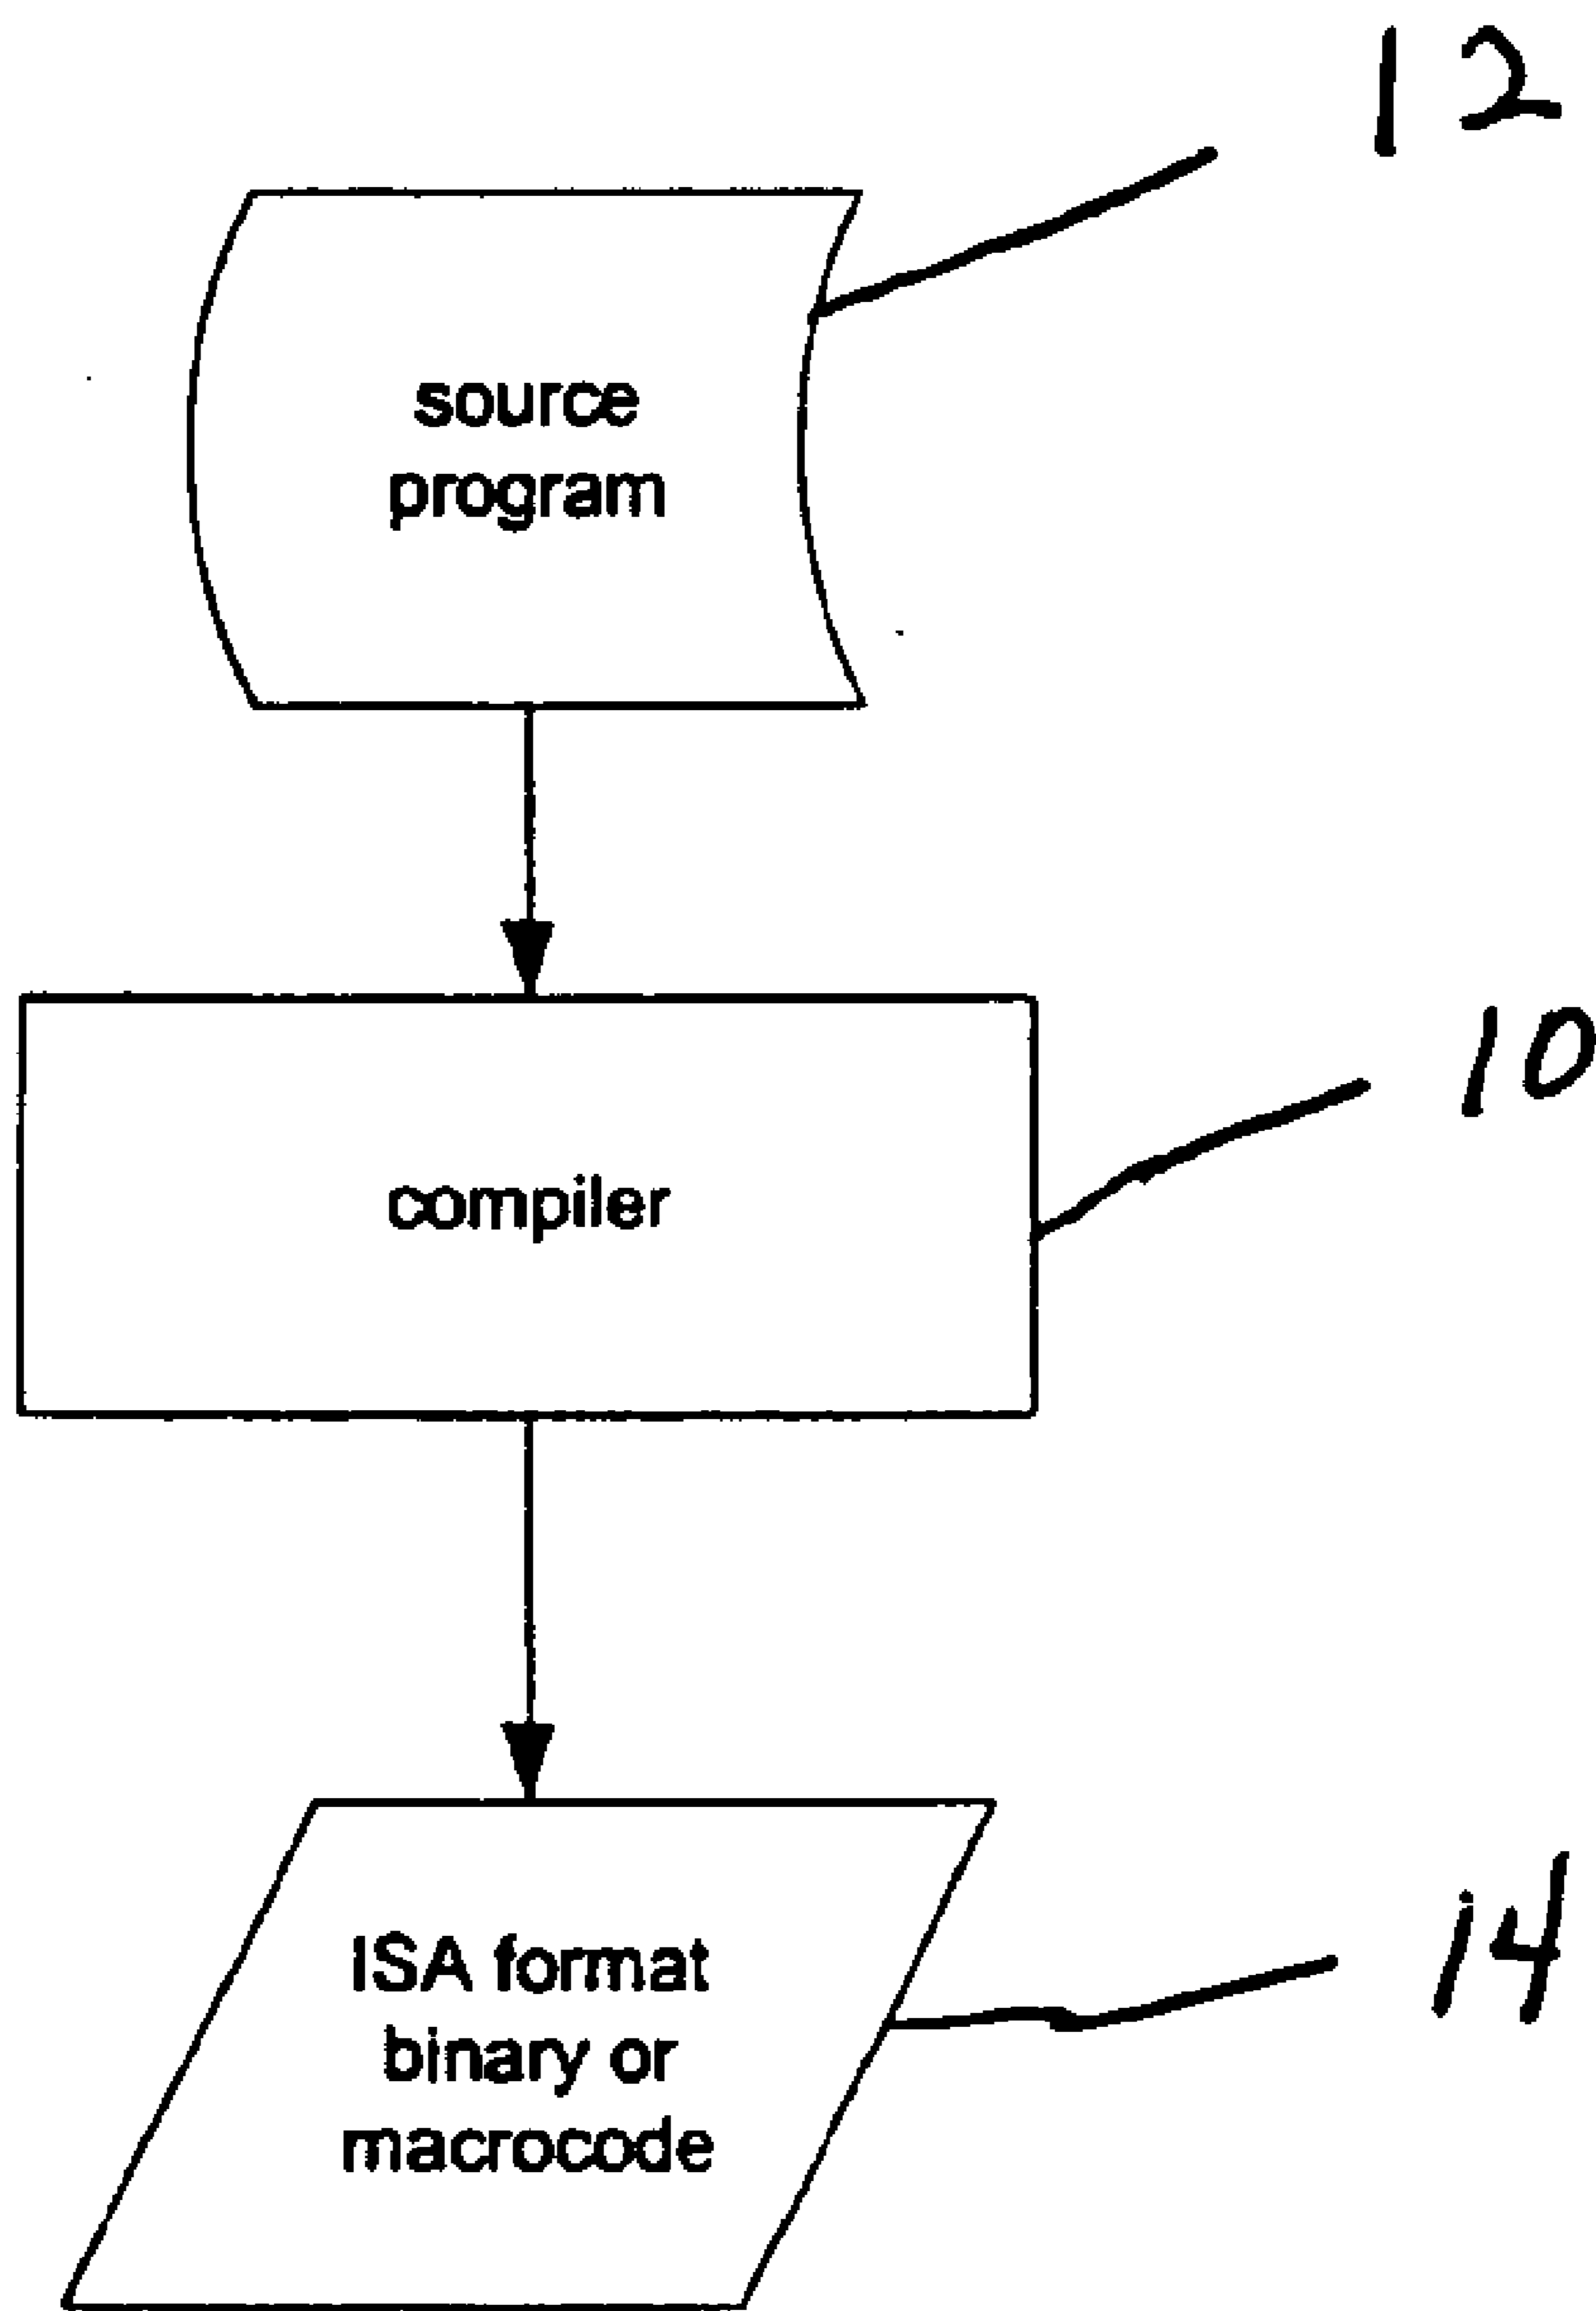 12
source
program
10
compiler
14
ISA format
binary or
macrocode